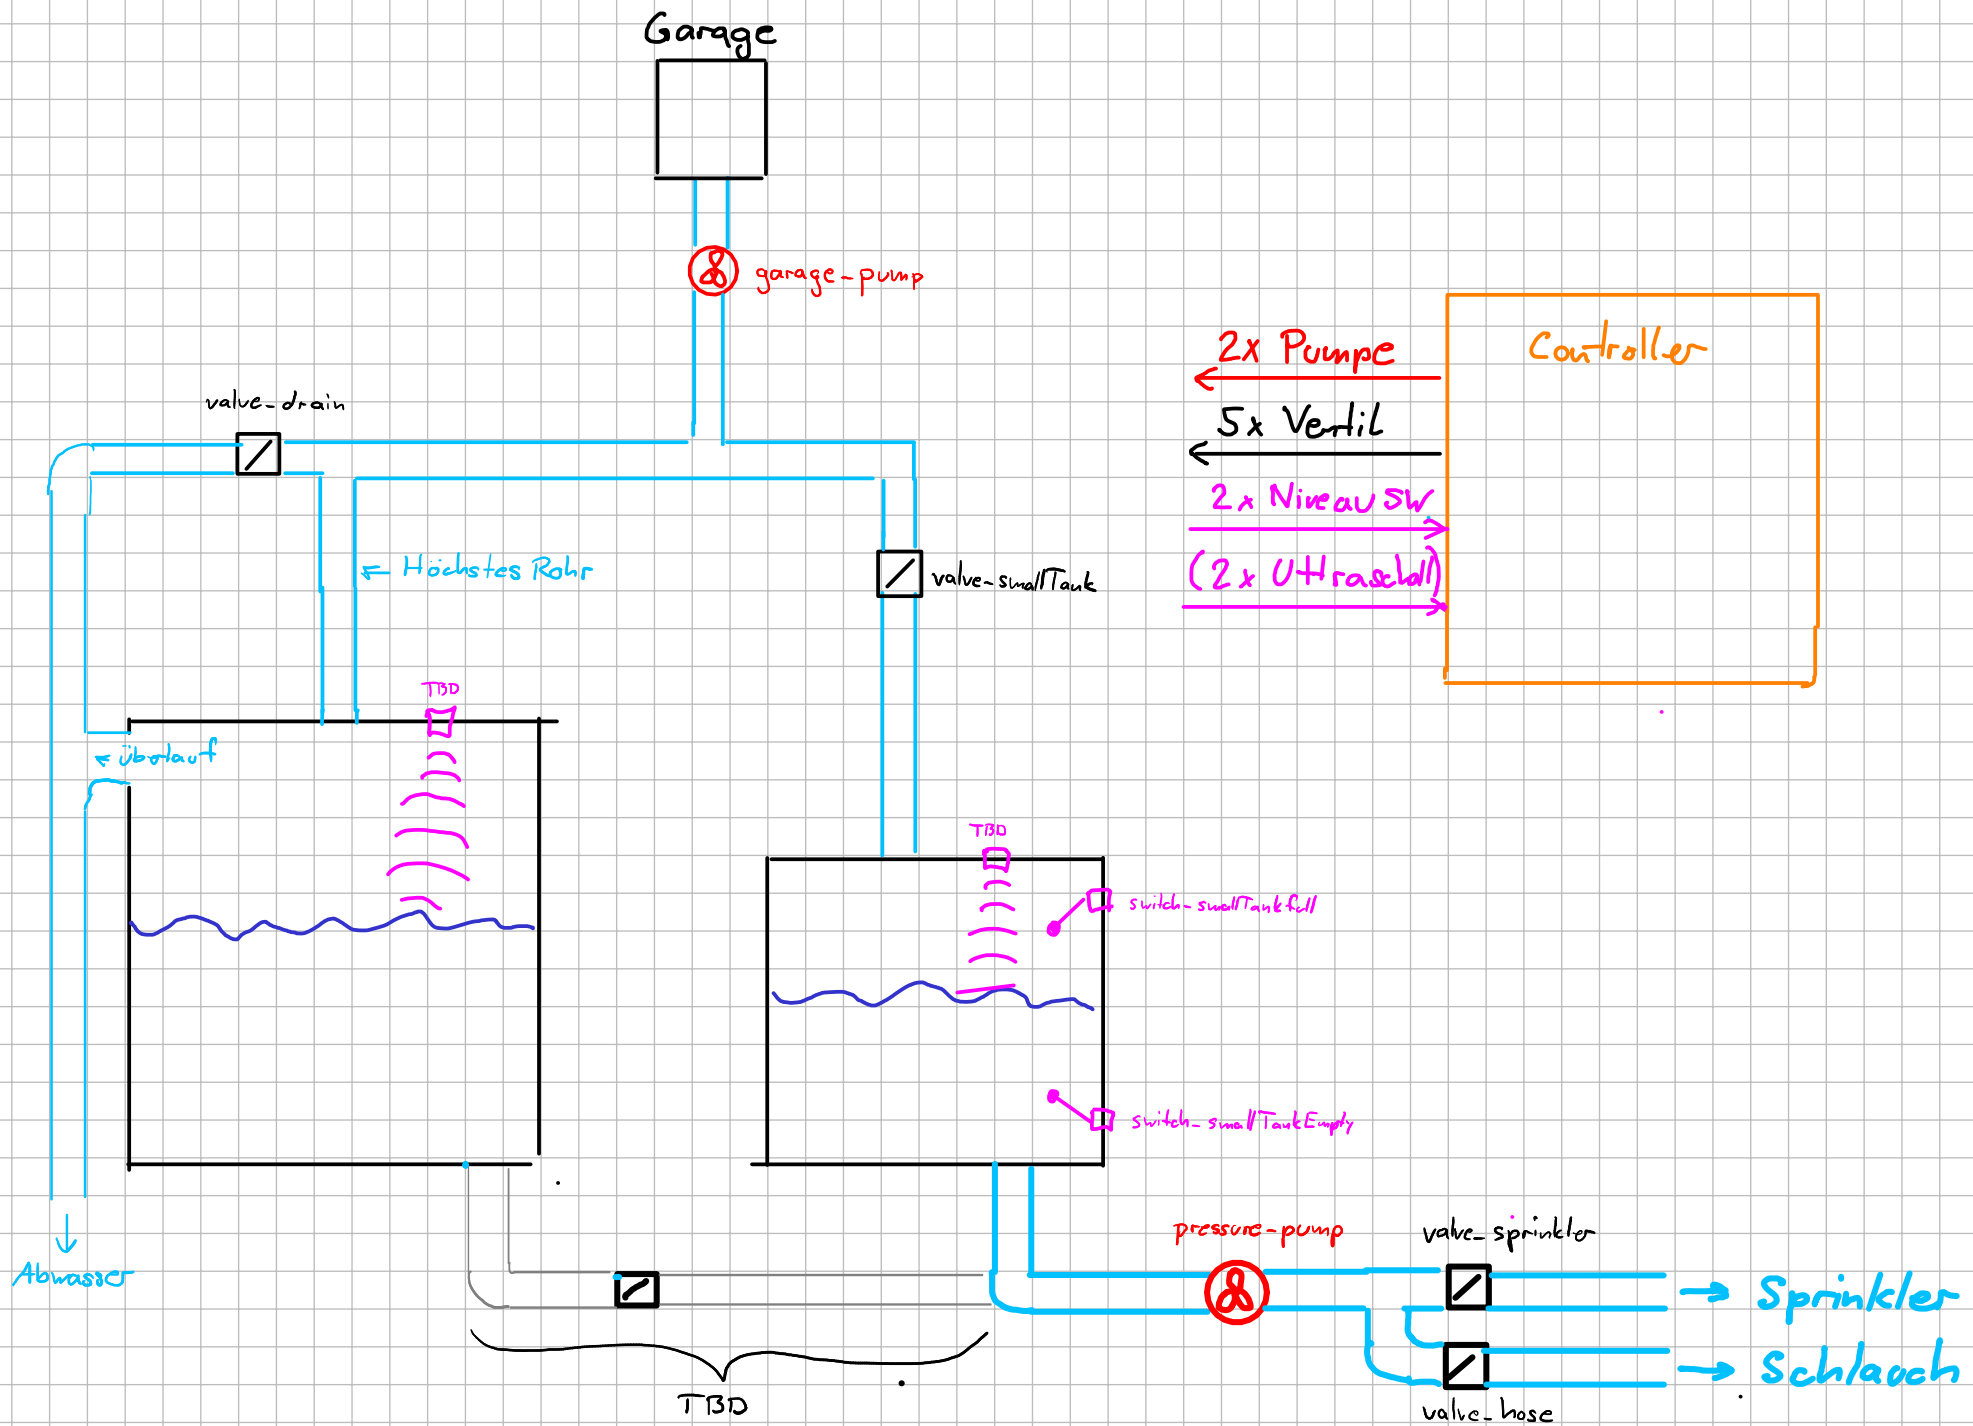 Garage
garage-pump
valve-drain
← Höchstes Rohr
valve-smallTank
2x Pumpe
5x Ventil
2x Niveau SW
(2x Ultraschall)
Controller
TBD
← überlauf
TBD
switch-smallTankfull
switch-smallTankEmpty
Abwasser
TBD
pressure-pump
valve-sprinkler
→ Sprinkler
→ Schlauch
valve-hose